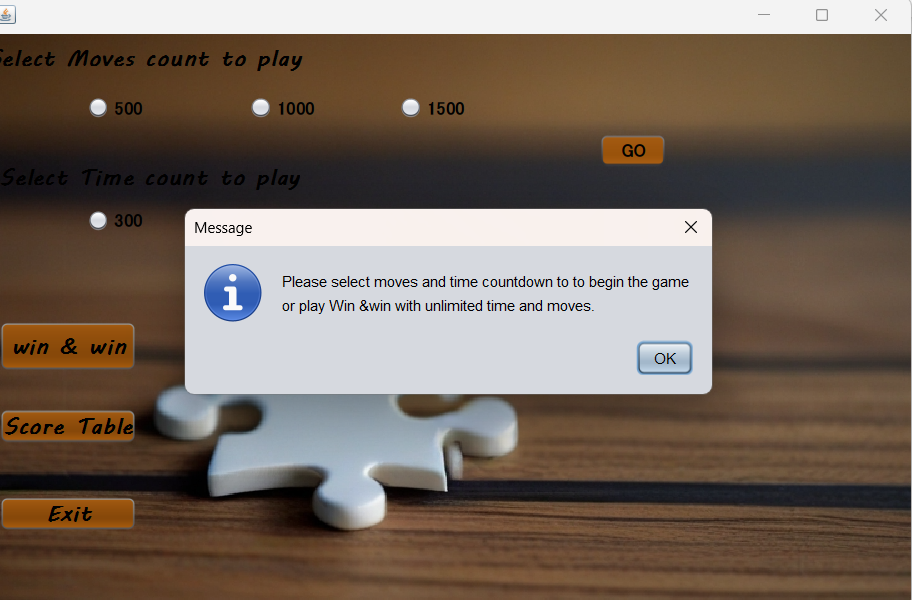 Select Moves count to play
500 1000 1500
GO
Select Time count to play
300
Message
Please select moves and time countdown to to begin the game
or play Win &win with unlimited time and moves.
OK
win & win
Score Table
Exit